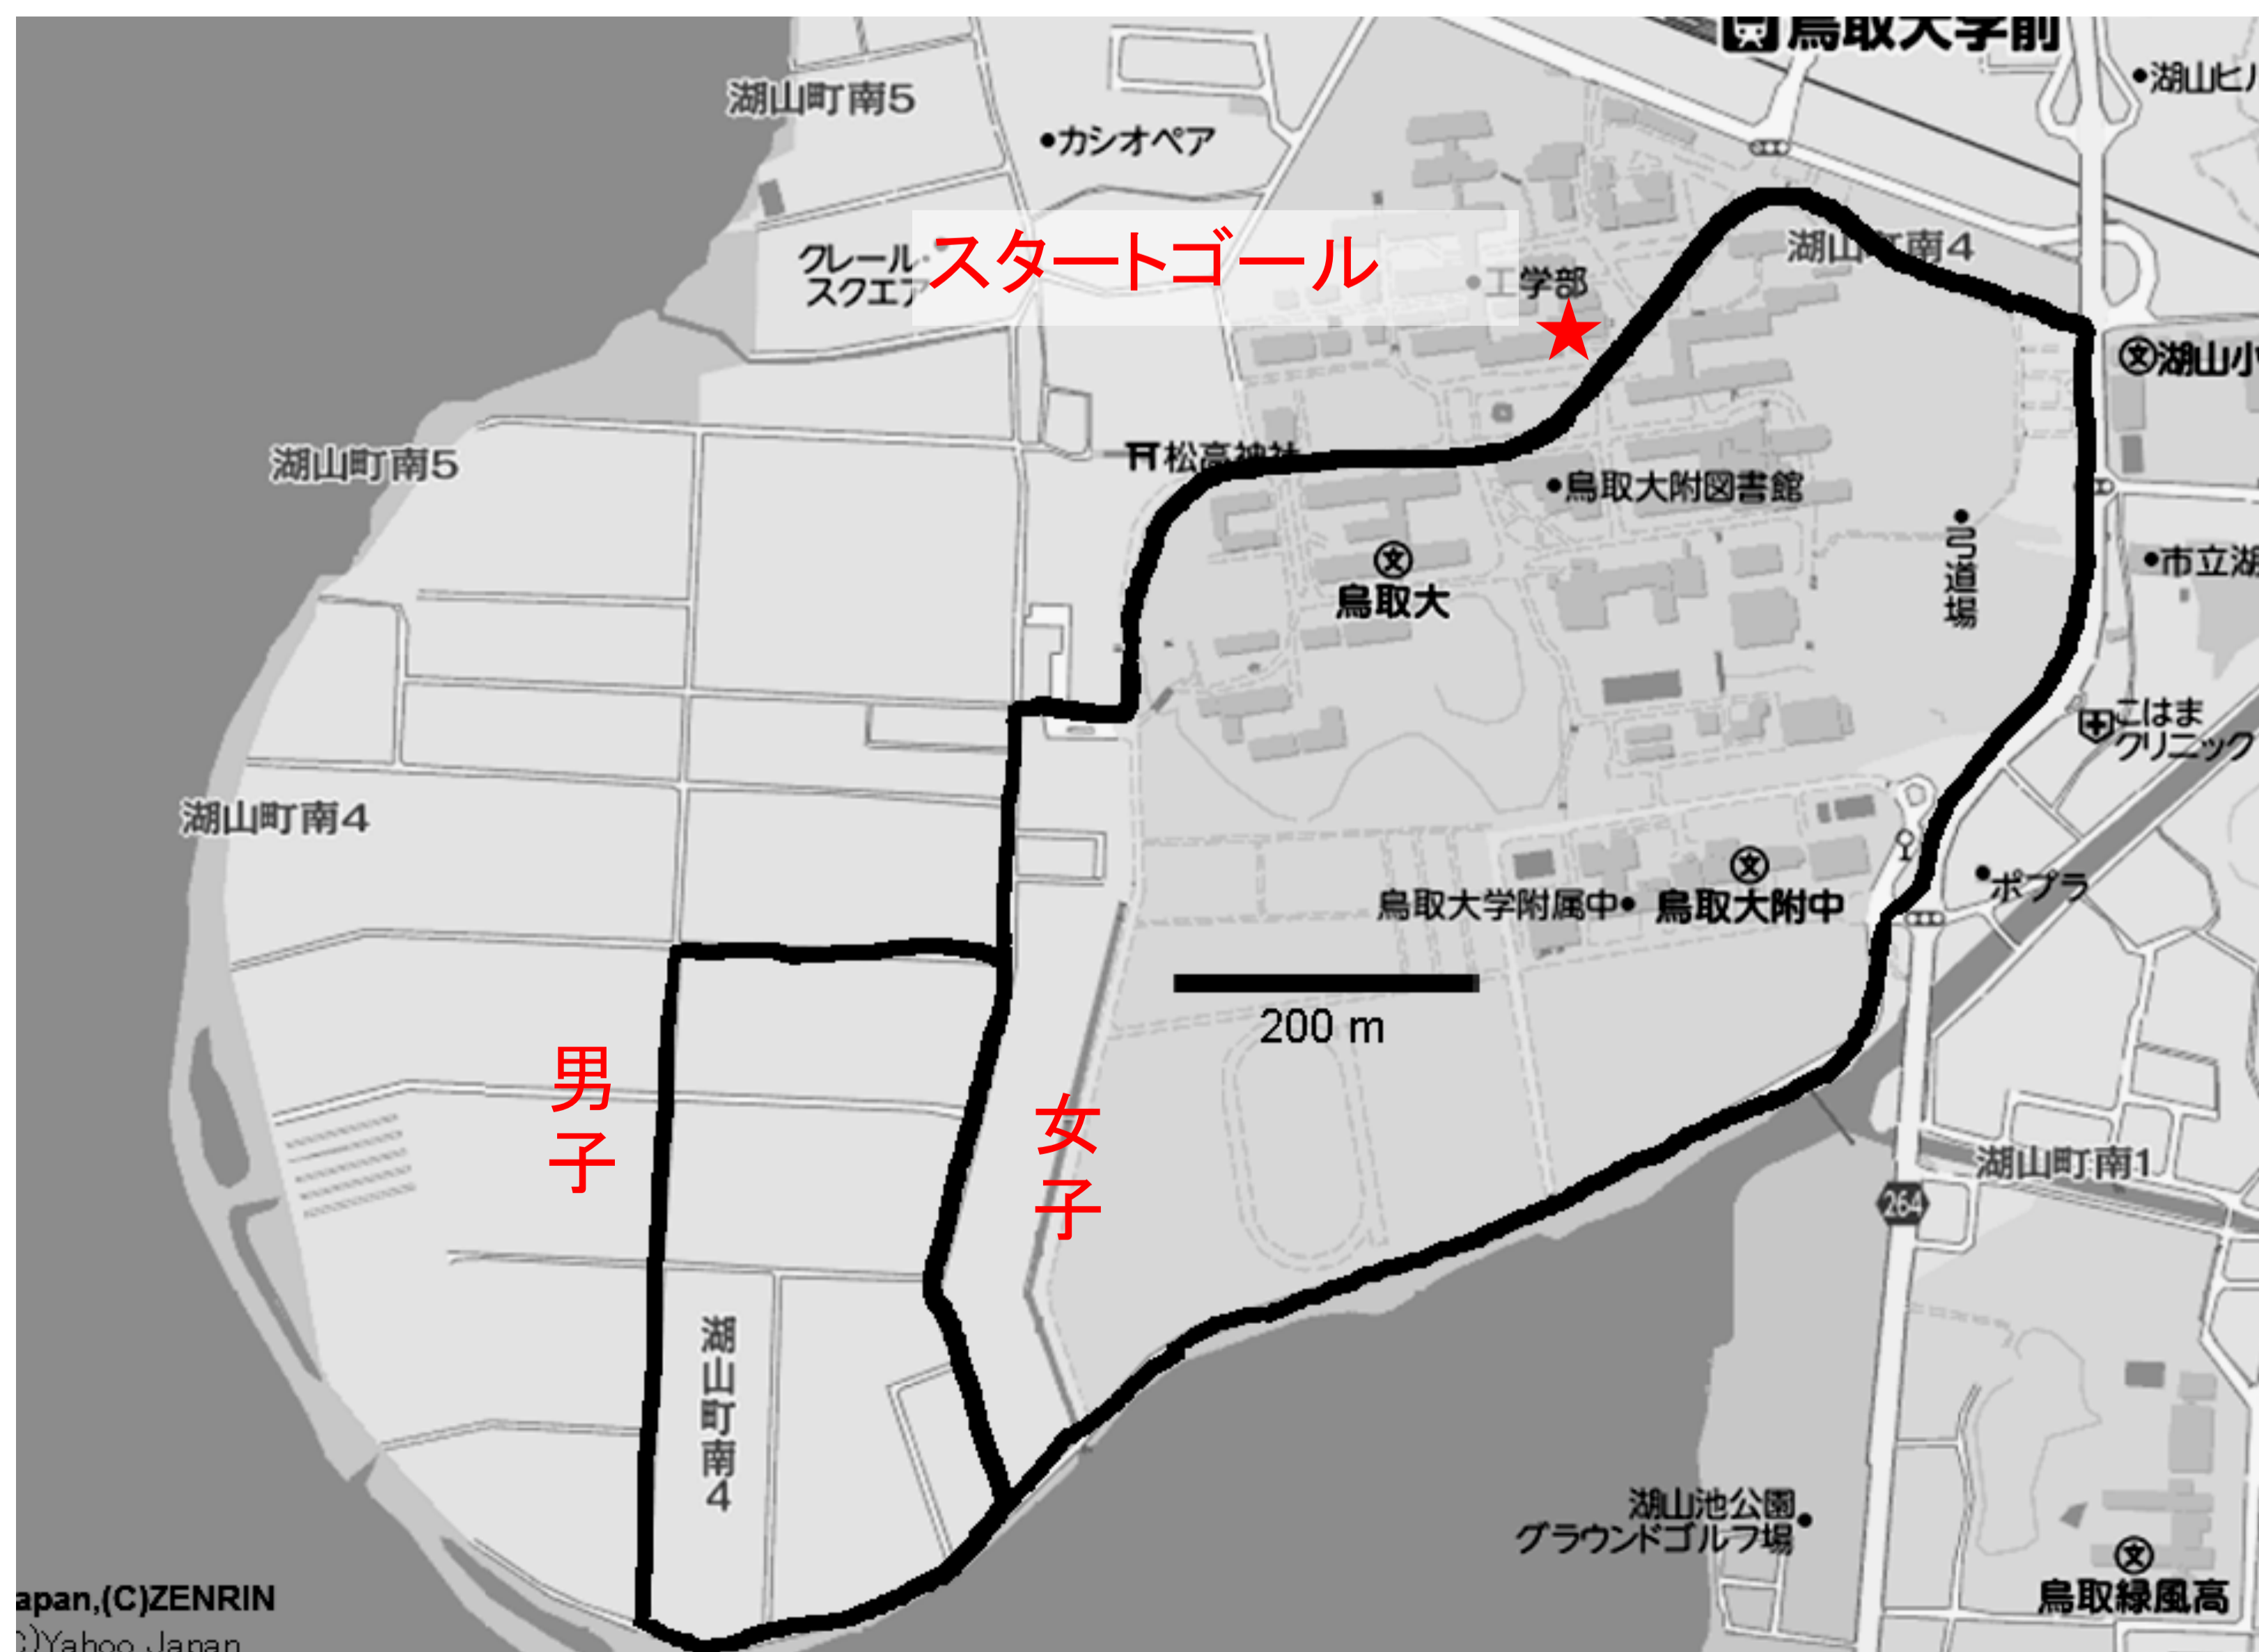 鳥取大学前
湖山ヒル
湖山町南5
カシオペア
スタートゴール
クレール・
スクエア
工学部
湖山町南4
湖山小
松高神社
湖山町南5
鳥取大附図書館
弓道場
市立湖
鳥取大
こはま
クリニック
湖山町南4
ポプラ
鳥取大学附属中
鳥取大附中
200 m
男子
女子
湖山町南1
264
湖山町南4
湖山池公園
グラウンドゴルフ場
鳥取緑風高
apan,(C)ZENRIN
C)Yahoo Japan